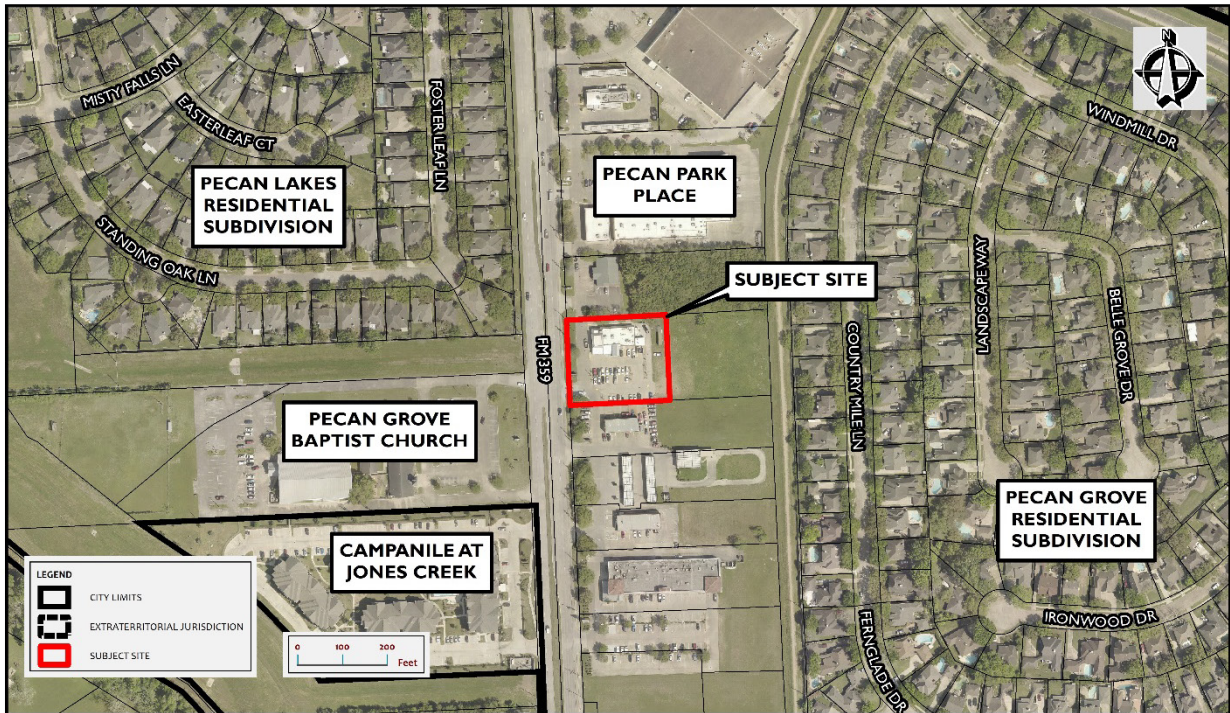 MISTY FALLS LN
EASTERLEAF CT
FOSTER LEAF LN
PECAN LAKES
RESIDENTIAL
SUBDIVISION
STANDING OAK LN
PECAN PARK
PLACE
N
WINDMILL DR
SUBJECT SITE
FM 359
COUNTRY MILE LN
LANDSCAPE WAY
BELLE GROVE DR
PECAN GROVE
BAPTIST CHURCH
CAMPANILE AT
JONES CREEK
PECAN GROVE
RESIDENTIAL
SUBDIVISION
IRONWOOD DR
FERNGLADE DR
LEGEND
CITY LIMITS
EXTRATERRITORIAL JURISDICTION
SUBJECT SITE
0 100 200
Feet